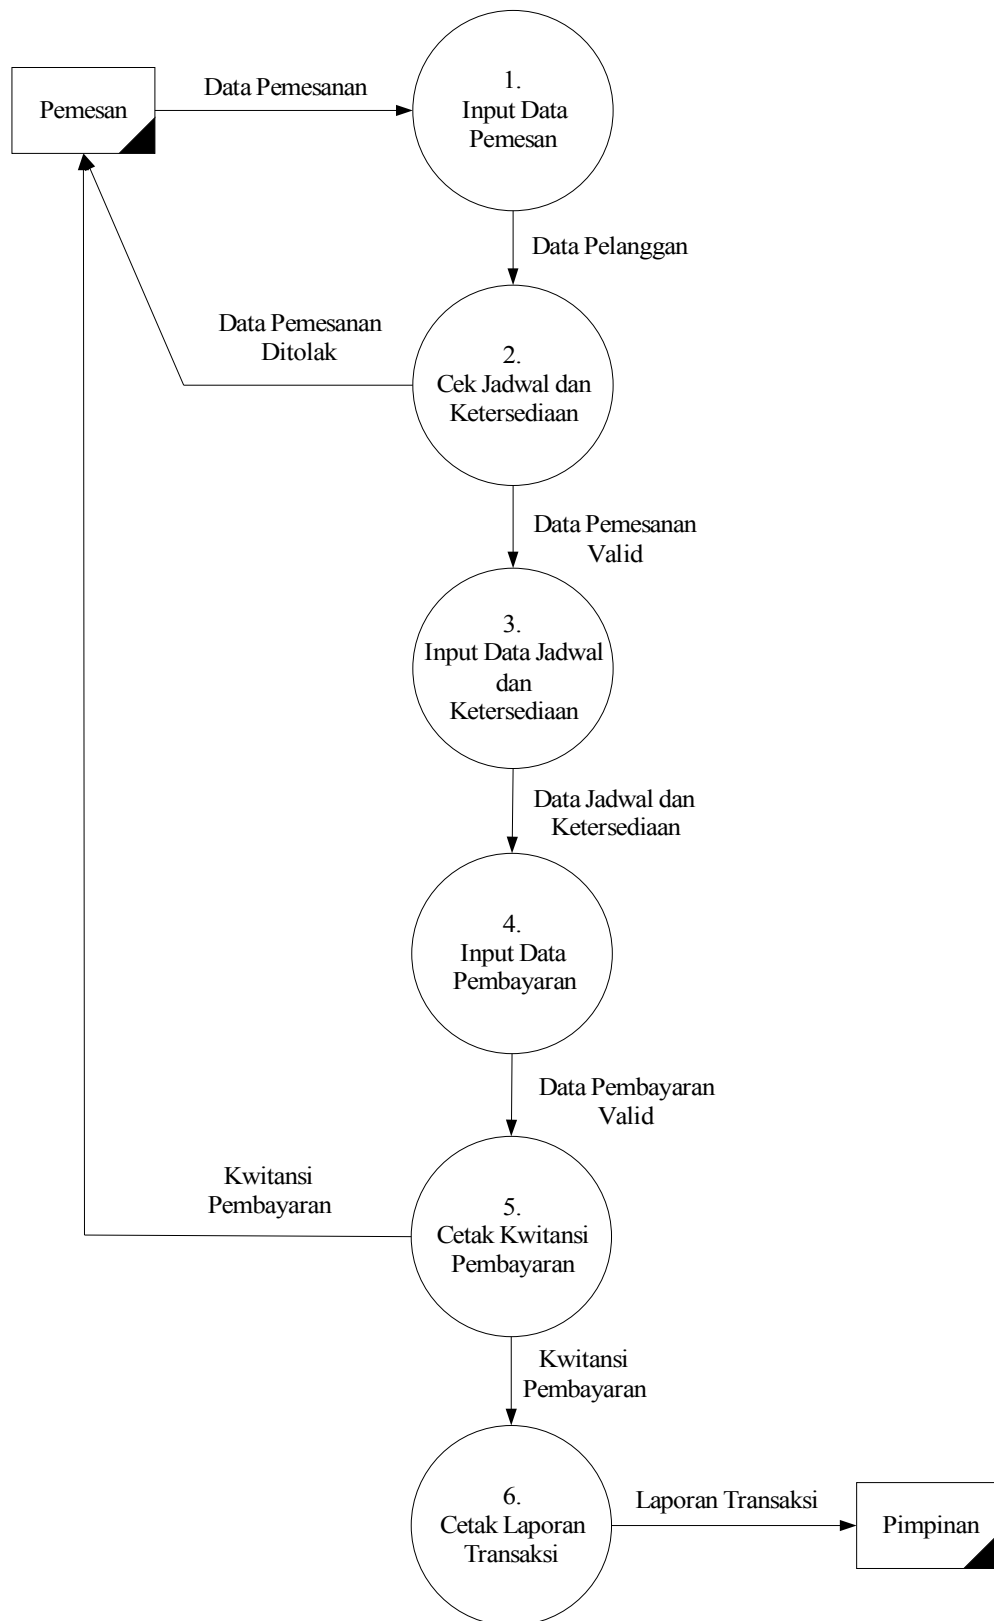 Pemesan
Data Pemesanan
1.
Input Data
Pemesan
Data Pelanggan
Data Pemesanan
Ditolak
2.
Cek Jadwal dan
Ketersediaan
Data Pemesanan
Valid
3.
Input Data Jadwal
dan
Ketersediaan
Data Jadwal dan
Ketersediaan
4.
Input Data
Pembayaran
Data Pembayaran
Valid
Kwitansi
Pembayaran
5.
Cetak Kwitansi
Pembayaran
Kwitansi
Pembayaran
6.
Cetak Laporan
Transaksi
Laporan Transaksi
Pimpinan